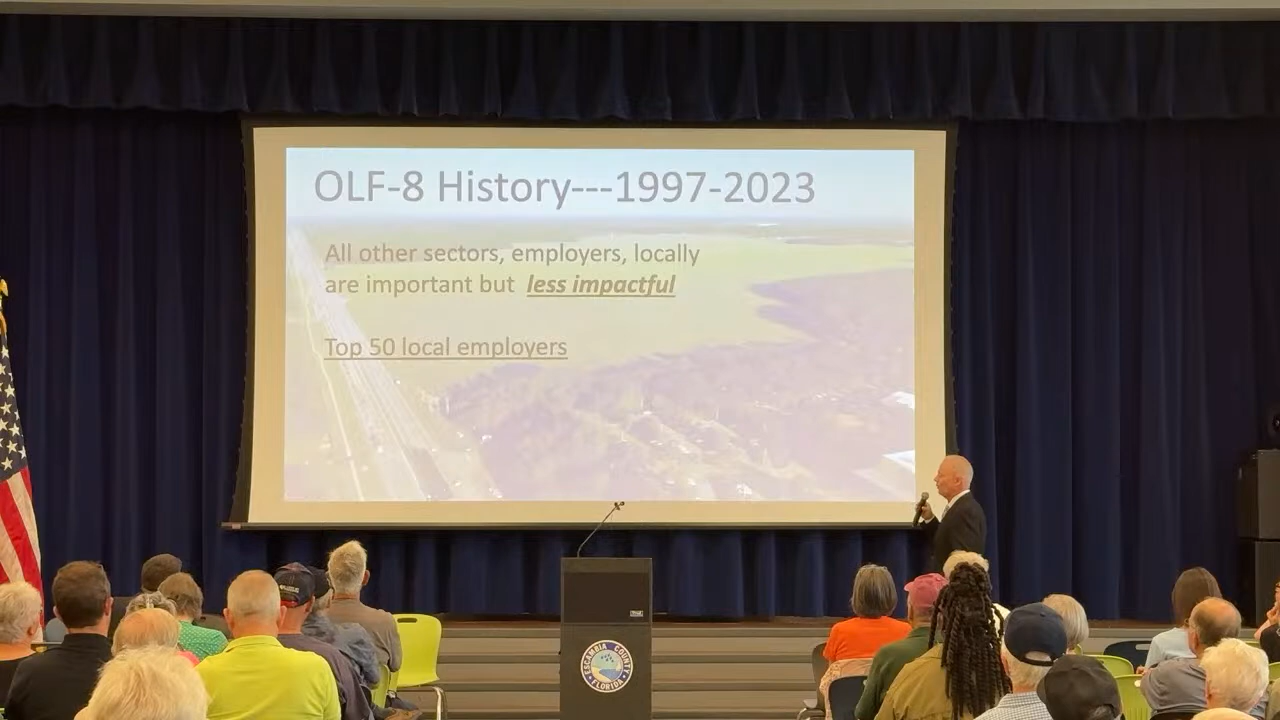 OLF-8 History---1997-2023
All other sectors, employers, locally
are important but less impactful
Top 50 local employers
ESCAMBIA COUNTY
FLORIDA